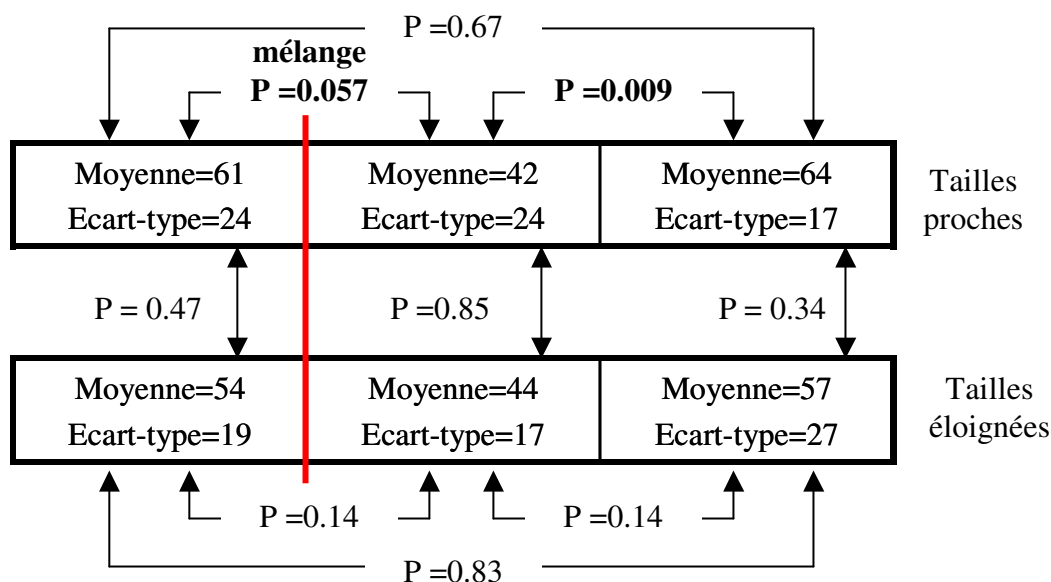 P =0.67
mélange
P =0.057
P =0.009
Moyenne=61
Ecart-type=24
Moyenne=42
Ecart-type=24
Moyenne=64
Ecart-type=17
Tailles
proches
P = 0.47
P =0.85
P = 0.34
Moyenne=54
Ecart-type=19
Moyenne=44
Ecart-type=17
Moyenne=57
Ecart-type=27
Tailles
éloignées
P =0.14
P =0.14
P =0.83